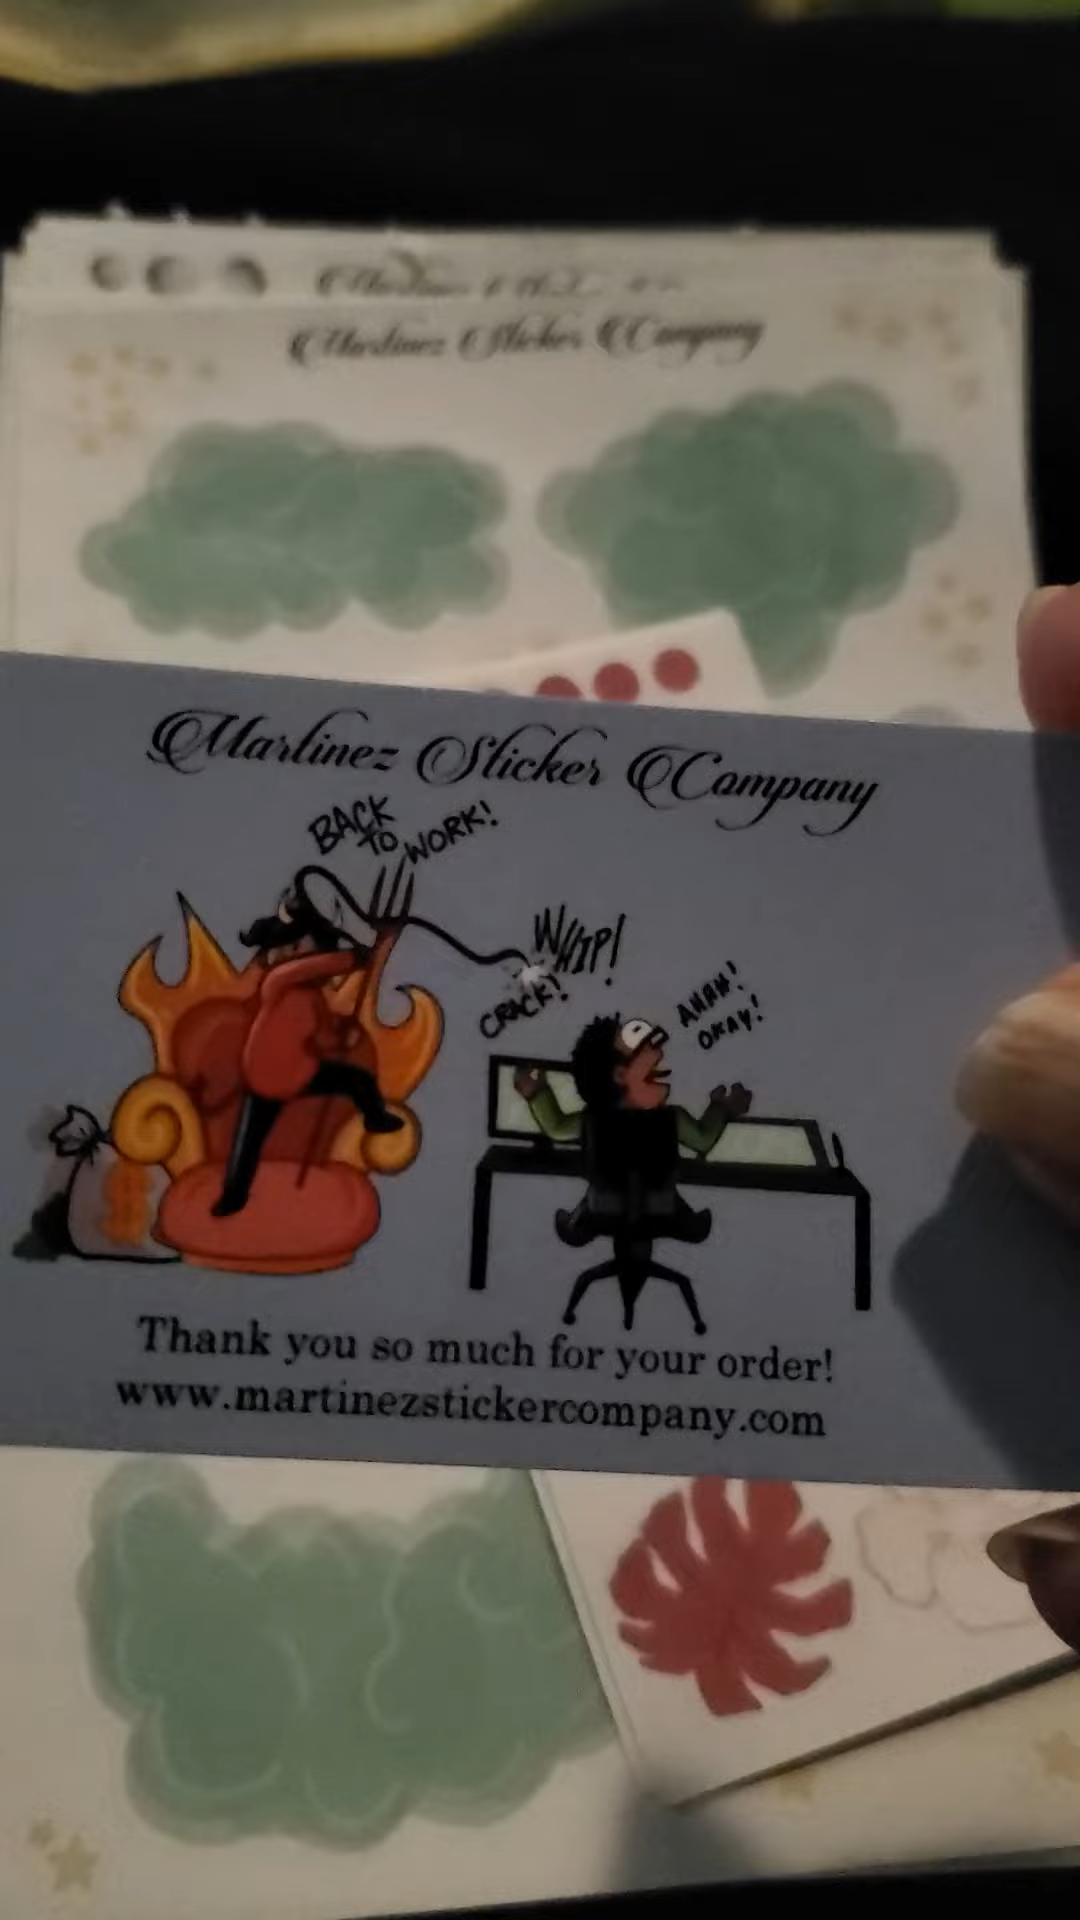 Martinez Sticker Company
Martinez Sticker Company
BACK
TO WORK!
WHIP!
CRACK!
AHHH!
OKAY!
Thank you so much for your order!
www.martinezstickercompany.com